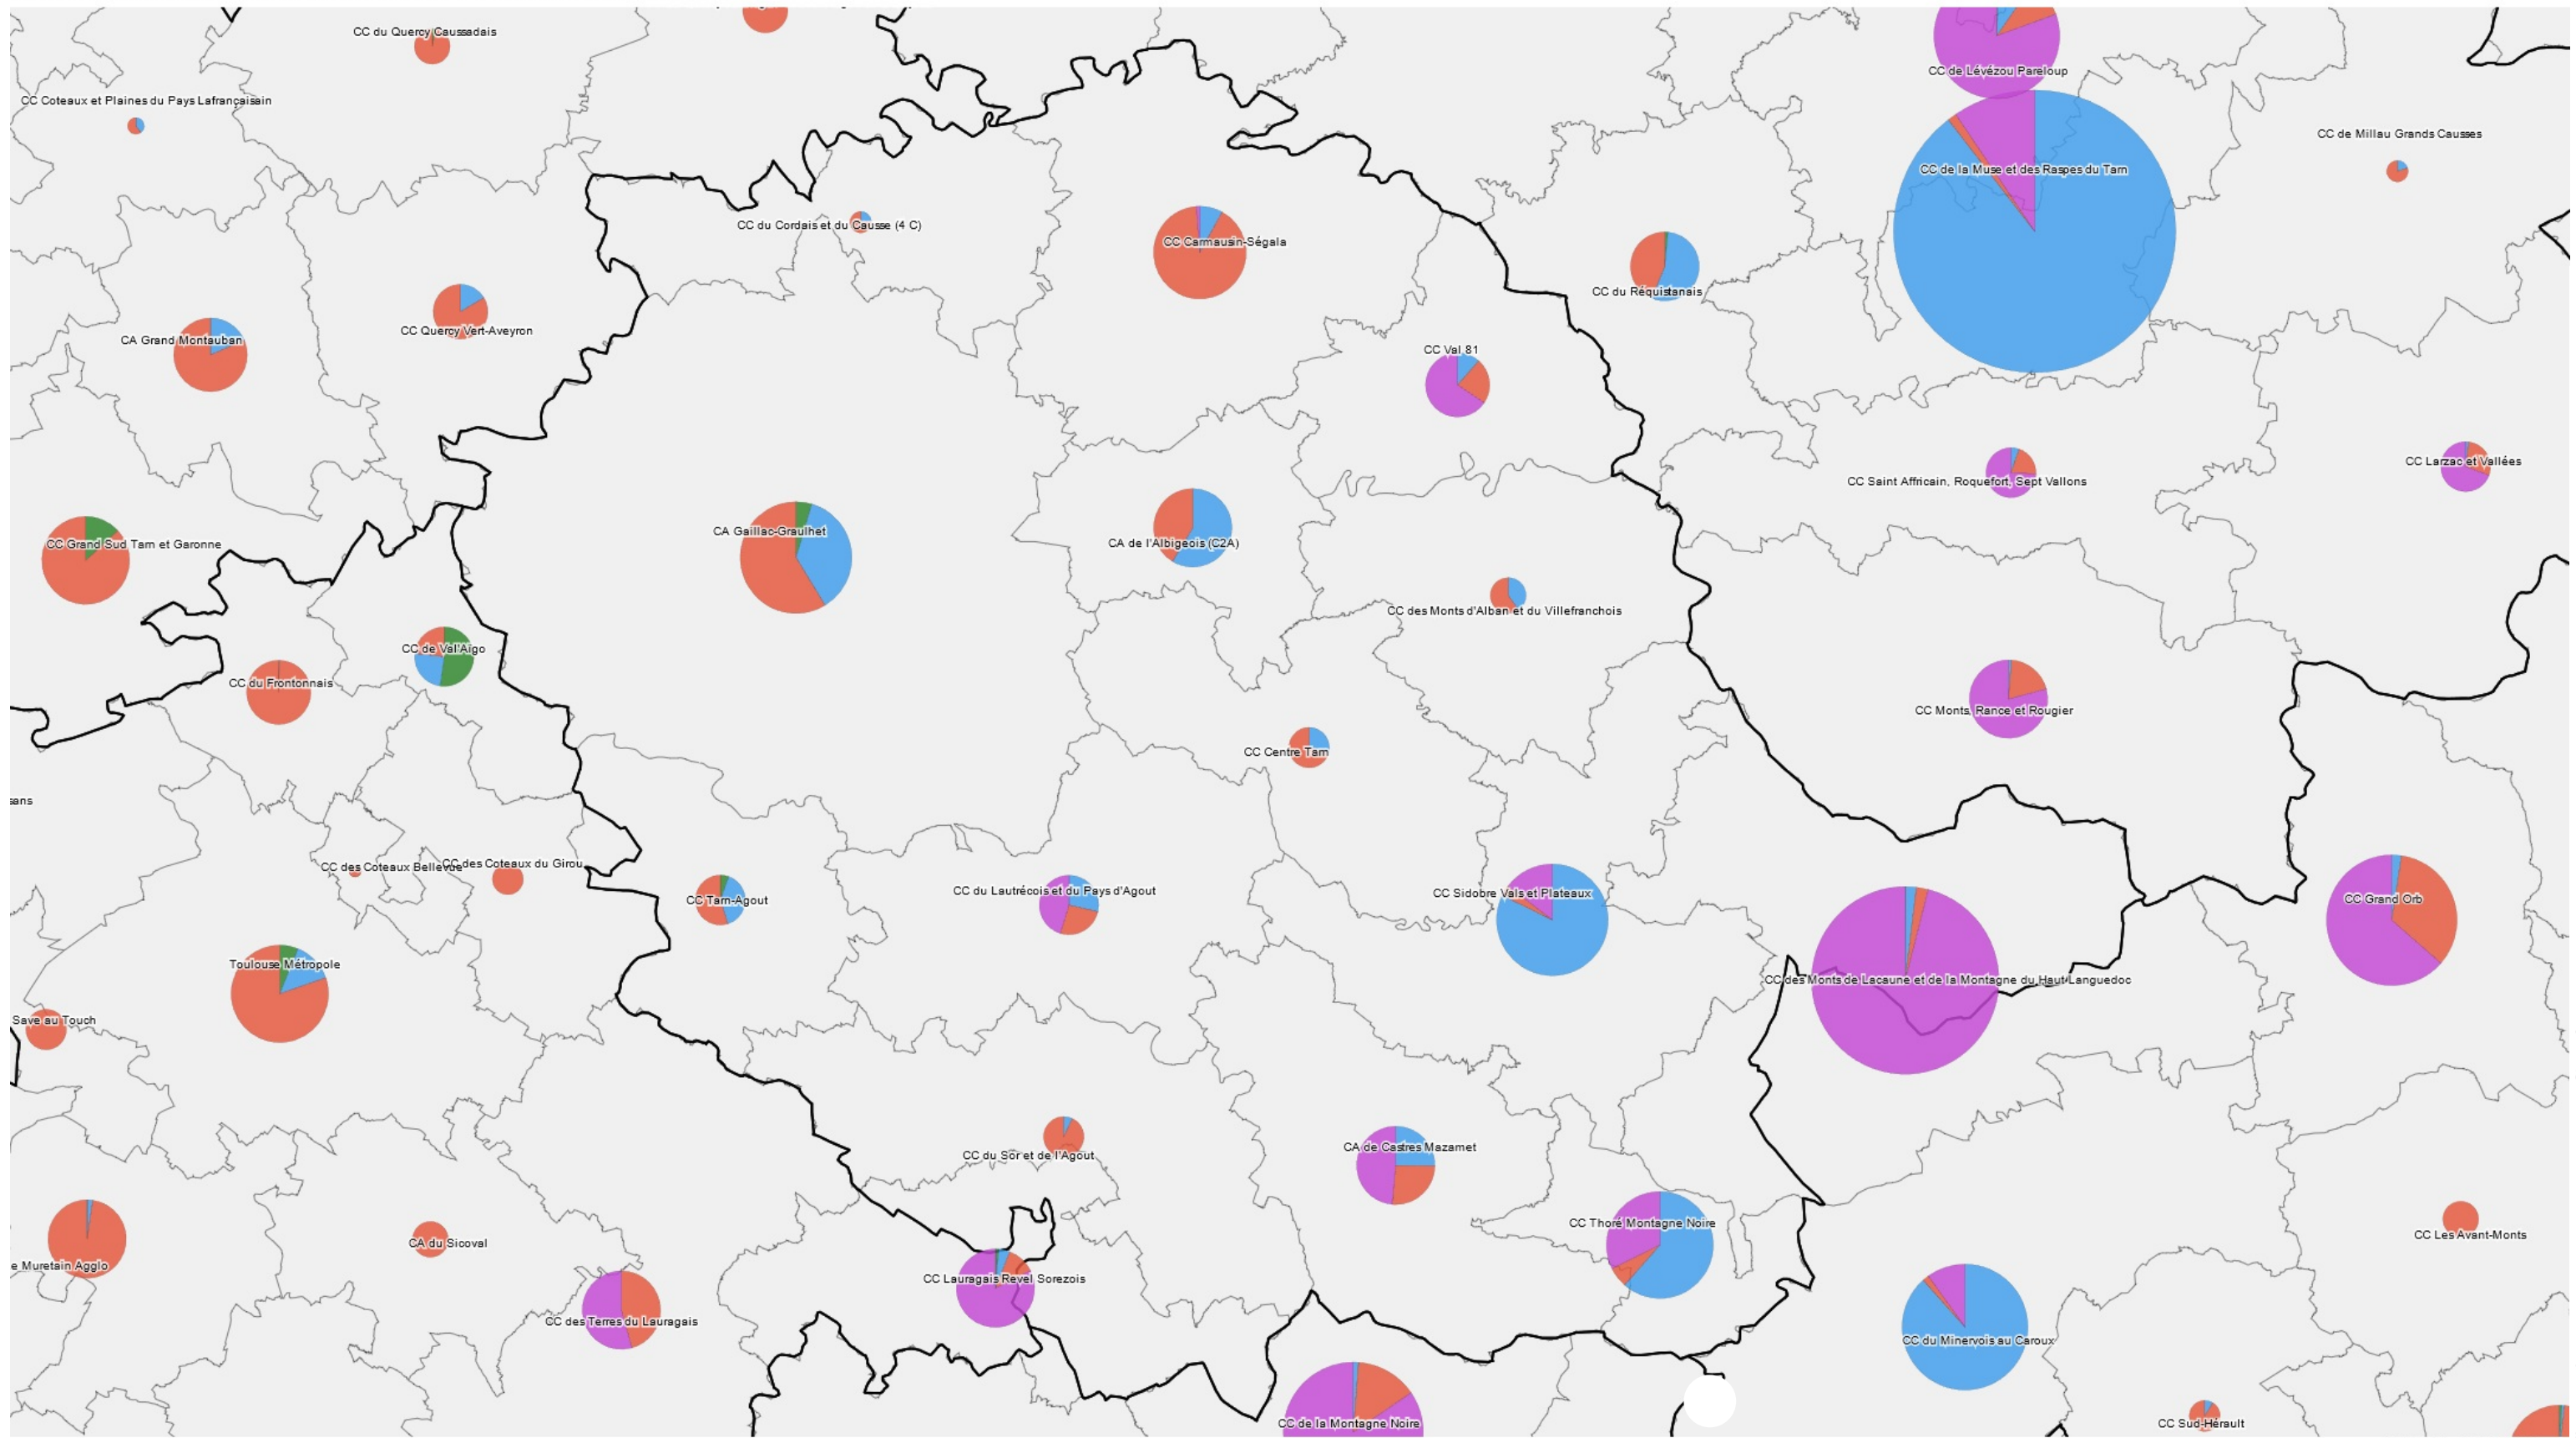 CC du Quercy Caussadais
CC de Lévézou Pareloup
CC Coteaux et Plaines du Pays Lafrançaisain
CC de Millau Grands Causses
CC de la Muse et des Raspes du Tarn
CC du Cordais et du Causse (4 C)
CC Carmausin-Ségala
CC du Réquistanais
CC Quercy Vert-Aveyron
CA Grand Montauban
CC Val 81
CC Larzac et Vallées
CC Saint Affricain, Roquefort, Sept Vallons
CA Gaillac-Graulhet
CA de l'Albigeois (C2A)
CC Grand Sud Tarn et Garonne
CC des Monts d'Alban et du Villefranchois
CC de Val'Aïgo
CC du Frontonnais
CC Monts, Rance et Rougier
CC Centre Tarn
sans
CC des Coteaux Bellevue
CC des Coteaux du Girou
CC du Lautrécois et du Pays d'Agout
CC Sidobre Vals et Plateaux
CC Tarn-Agout
CC Grand Orb
Toulouse Métropole
CC des Monts de Lacaune et de la Montagne du Haut Languedoc
Save au Touch
CA de Castres Mazamet
CC du Sor et de l'Agout
CC Thoré Montagne Noire
CC Les Avant-Monts
CA du Sicoval
e Muretain Agglo
CC Lauragais Revel Sorezois
CC des Terres du Lauragais
CC du Minervois au Caroux
CC de la Montagne Noire
CC Sud-Hérault